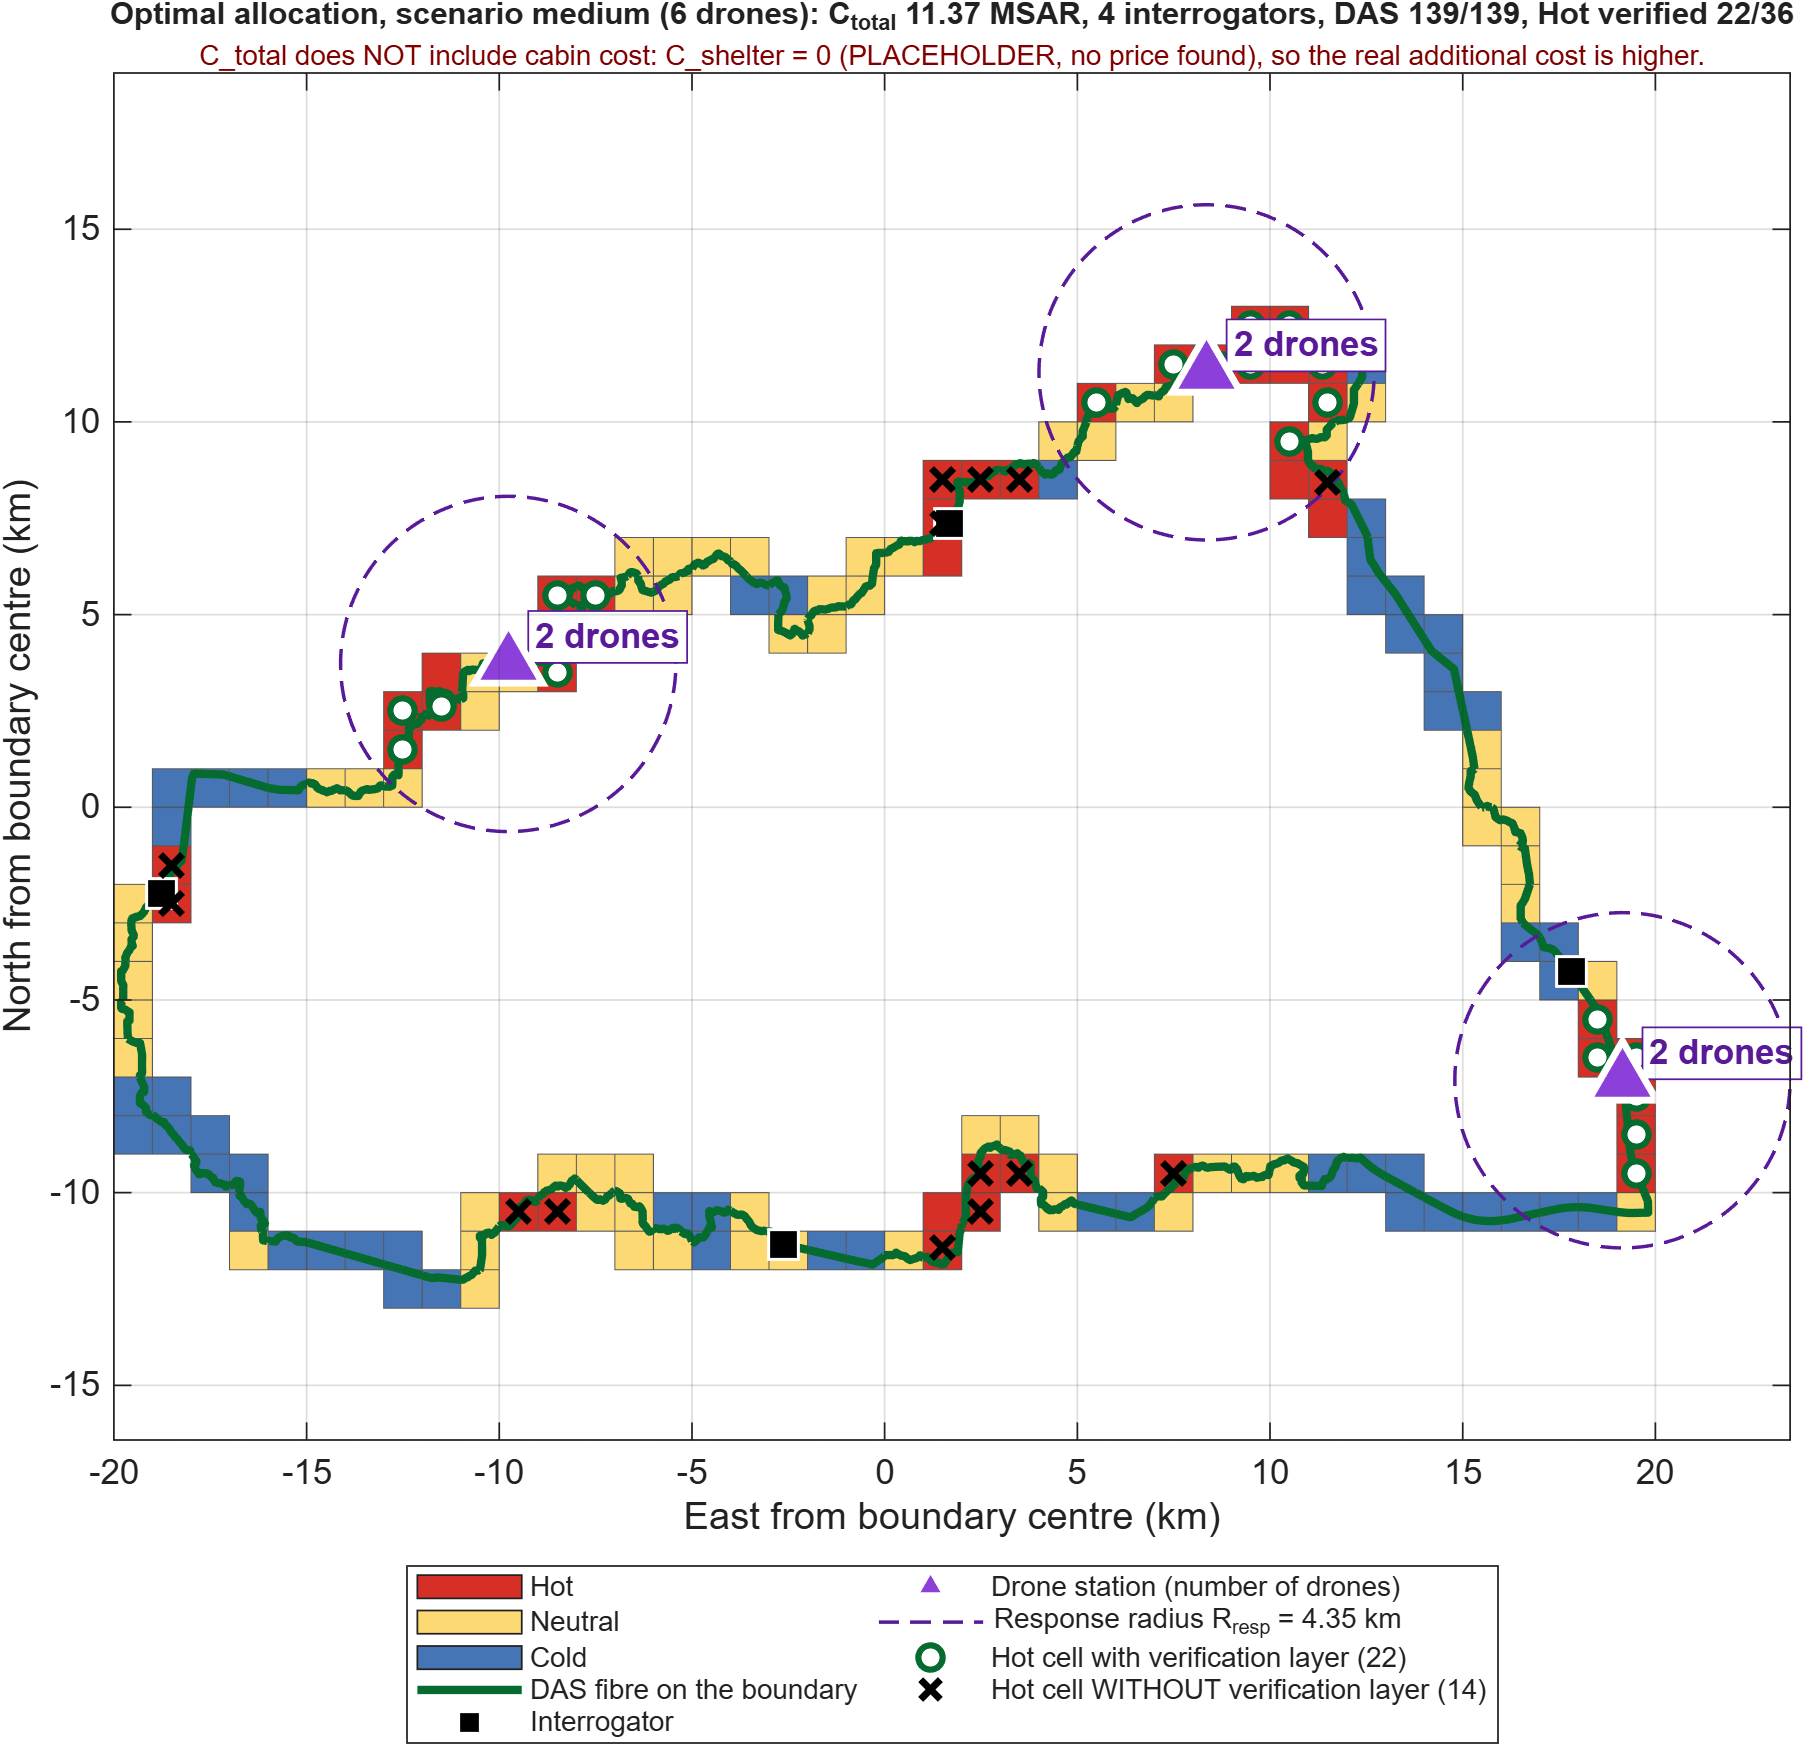 Optimal allocation, scenario medium (6 drones): C_total 11.37 MSAR, 4 interrogators, DAS 139/139, Hot verified 22/36
C_total does NOT include cabin cost: C_shelter = 0 (PLACEHOLDER, no price found), so the real additional cost is higher.
15
10
5
0
-5
-10
-15
North from boundary centre (km)
2 drones
2 drones
2 drones
-20 -15 -10 -5 0 5 10 15 20
East from boundary centre (km)
Hot
Neutral
Cold
DAS fibre on the boundary
Interrogator
Drone station (number of drones)
Response radius R_resp = 4.35 km
Hot cell with verification layer (22)
Hot cell WITHOUT verification layer (14)